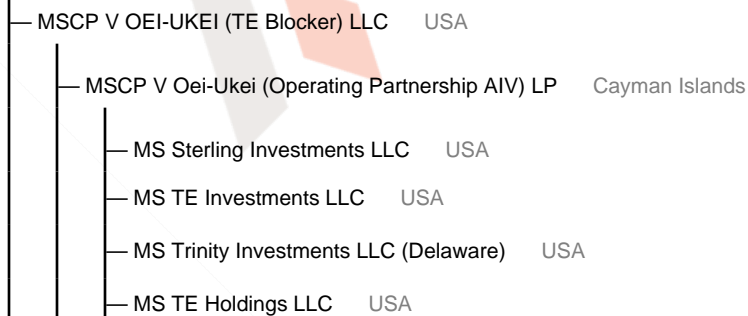 MSCP V OEI-UKEI (TE Blocker) LLC USA
MSCP V Oei-Ukei (Operating Partnership AIV) LP Cayman Islands
MS Sterling Investments LLC USA
MS TE Investments LLC USA
MS Trinity Investments LLC (Delaware) USA
MS TE Holdings LLC USA